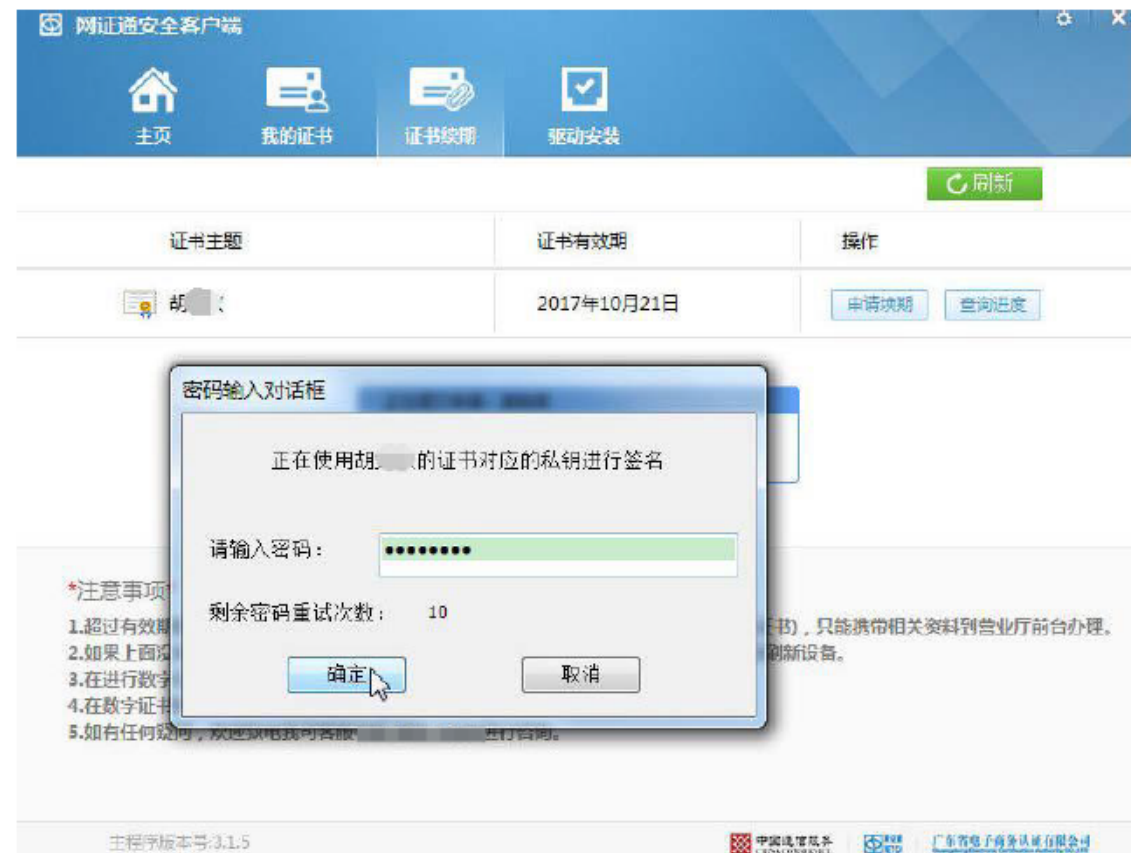 网证通安全客户端
主页 我的证书 证书续期 驱动安装
刷新
证书主题 证书有效期 操作
胡 2017年10月21日 申请续期 查询进度
密码输入对话框
正在使用胡 的证书对应的私钥进行签名
请输入密码: ••••••••
剩余密码重试次数: 10
确定 取消
*注意事项
1.超过有效期 证书),只能携带相关资料到营业厅前台办理。
2.如果上面没 刷新设备。
3.在进行数字
4.在数字证书
5.如有任何疑问,欢迎致电我司客服 进行咨询。
主程序版本号:3.1.5
中国通信服务 广东省电子商务认证有限公司